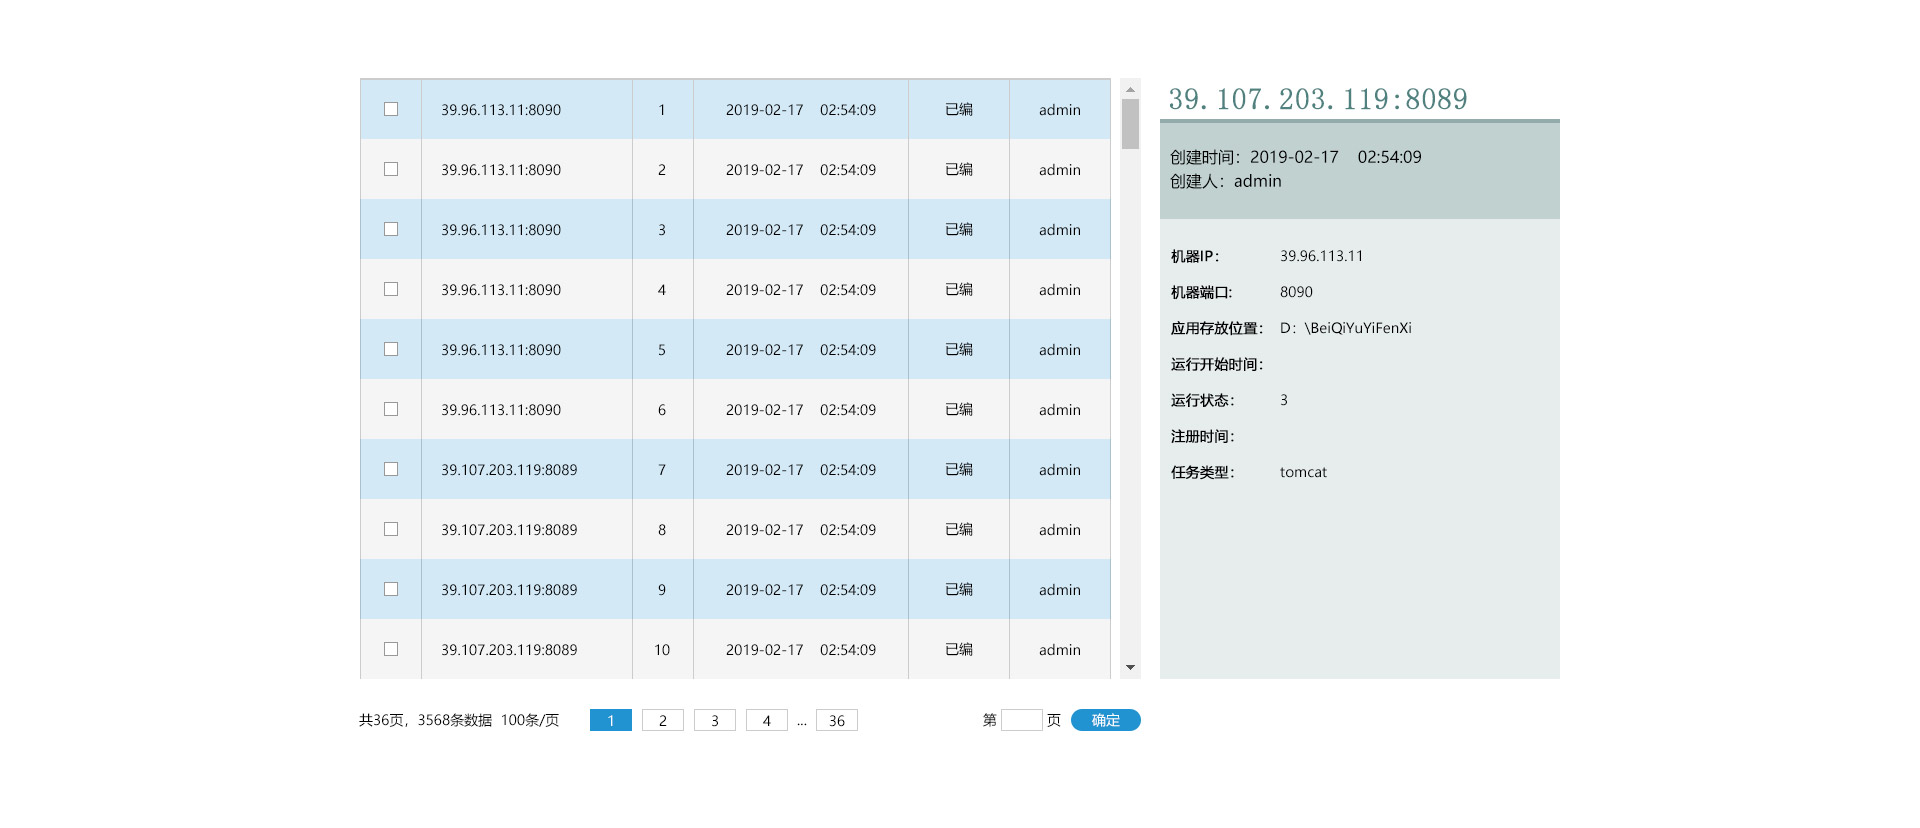 39.96.113.11:8090 1 2019-02-17 02:54:09 已编 admin
39.96.113.11:8090 2 2019-02-17 02:54:09 已编 admin
39.96.113.11:8090 3 2019-02-17 02:54:09 已编 admin
39.96.113.11:8090 4 2019-02-17 02:54:09 已编 admin
39.96.113.11:8090 5 2019-02-17 02:54:09 已编 admin
39.96.113.11:8090 6 2019-02-17 02:54:09 已编 admin
39.107.203.119:8089 7 2019-02-17 02:54:09 已编 admin
39.107.203.119:8089 8 2019-02-17 02:54:09 已编 admin
39.107.203.119:8089 9 2019-02-17 02:54:09 已编 admin
39.107.203.119:8089 10 2019-02-17 02:54:09 已编 admin
共36页，3568条数据 100条/页 1 2 3 4 ... 36 第 页 确定
39.107.203.119:8089
创建时间：2019-02-17 02:54:09
创建人：admin
机器IP： 39.96.113.11
机器端口: 8090
应用存放位置： D：\BeiQiYuYiFenXi
运行开始时间：
运行状态： 3
注册时间：
任务类型： tomcat